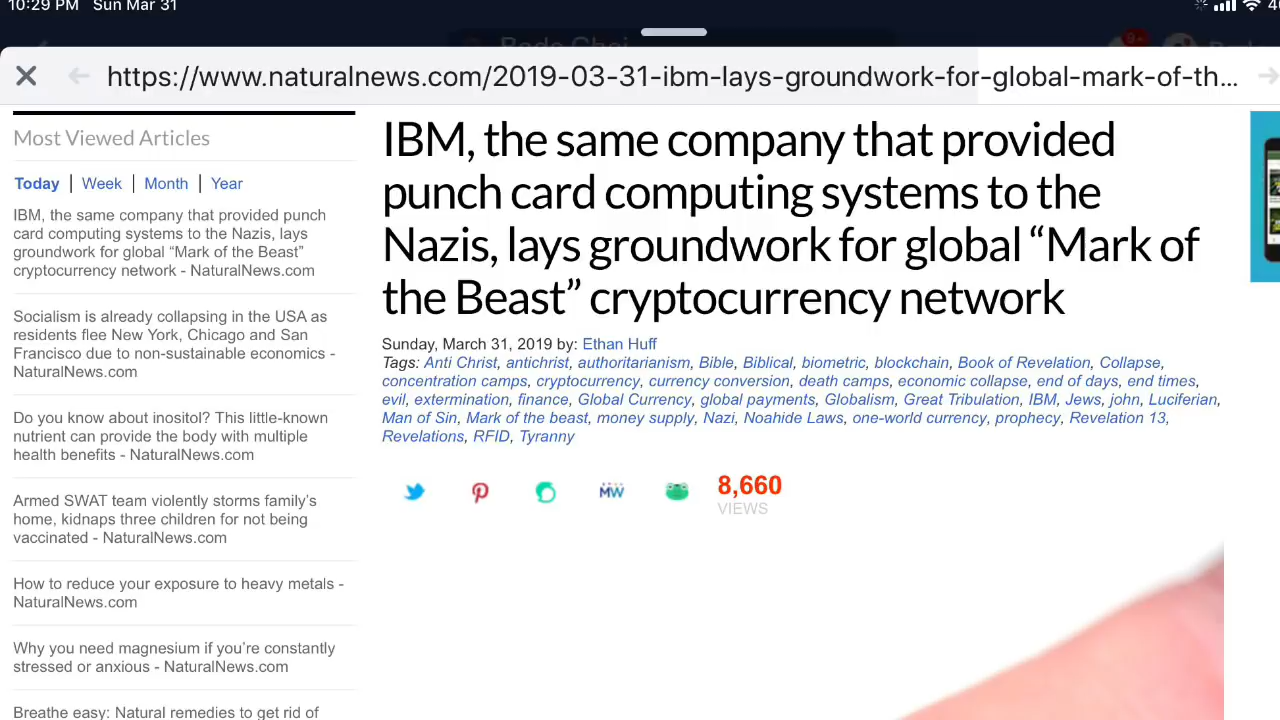 10:29 PM Sun Mar 31
https://www.naturalnews.com/2019-03-31-ibm-lays-groundwork-for-global-mark-of-th...
Most Viewed Articles
Today | Week | Month | Year
IBM, the same company that provided punch
card computing systems to the Nazis, lays
groundwork for global “Mark of the Beast”
cryptocurrency network - NaturalNews.com
Socialism is already collapsing in the USA as
residents flee New York, Chicago and San
Francisco due to non-sustainable economics -
NaturalNews.com
Do you know about inositol? This little-known
nutrient can provide the body with multiple
health benefits - NaturalNews.com
Armed SWAT team violently storms family’s
home, kidnaps three children for not being
vaccinated - NaturalNews.com
How to reduce your exposure to heavy metals -
NaturalNews.com
Why you need magnesium if you’re constantly
stressed or anxious - NaturalNews.com
Breathe easy: Natural remedies to get rid of
IBM, the same company that provided
punch card computing systems to the
Nazis, lays groundwork for global “Mark of
the Beast” cryptocurrency network
Sunday, March 31, 2019 by: Ethan Huff
Tags: Anti Christ, antichrist, authoritarianism, Bible, Biblical, biometric, blockchain, Book of Revelation, Collapse,
concentration camps, cryptocurrency, currency conversion, death camps, economic collapse, end of days, end times,
evil, extermination, finance, Global Currency, global payments, Globalism, Great Tribulation, IBM, Jews, john, Luciferian,
Man of Sin, Mark of the beast, money supply, Nazi, Noahide Laws, one-world currency, prophecy, Revelation 13,
Revelations, RFID, Tyranny
MW
8,660
VIEWS